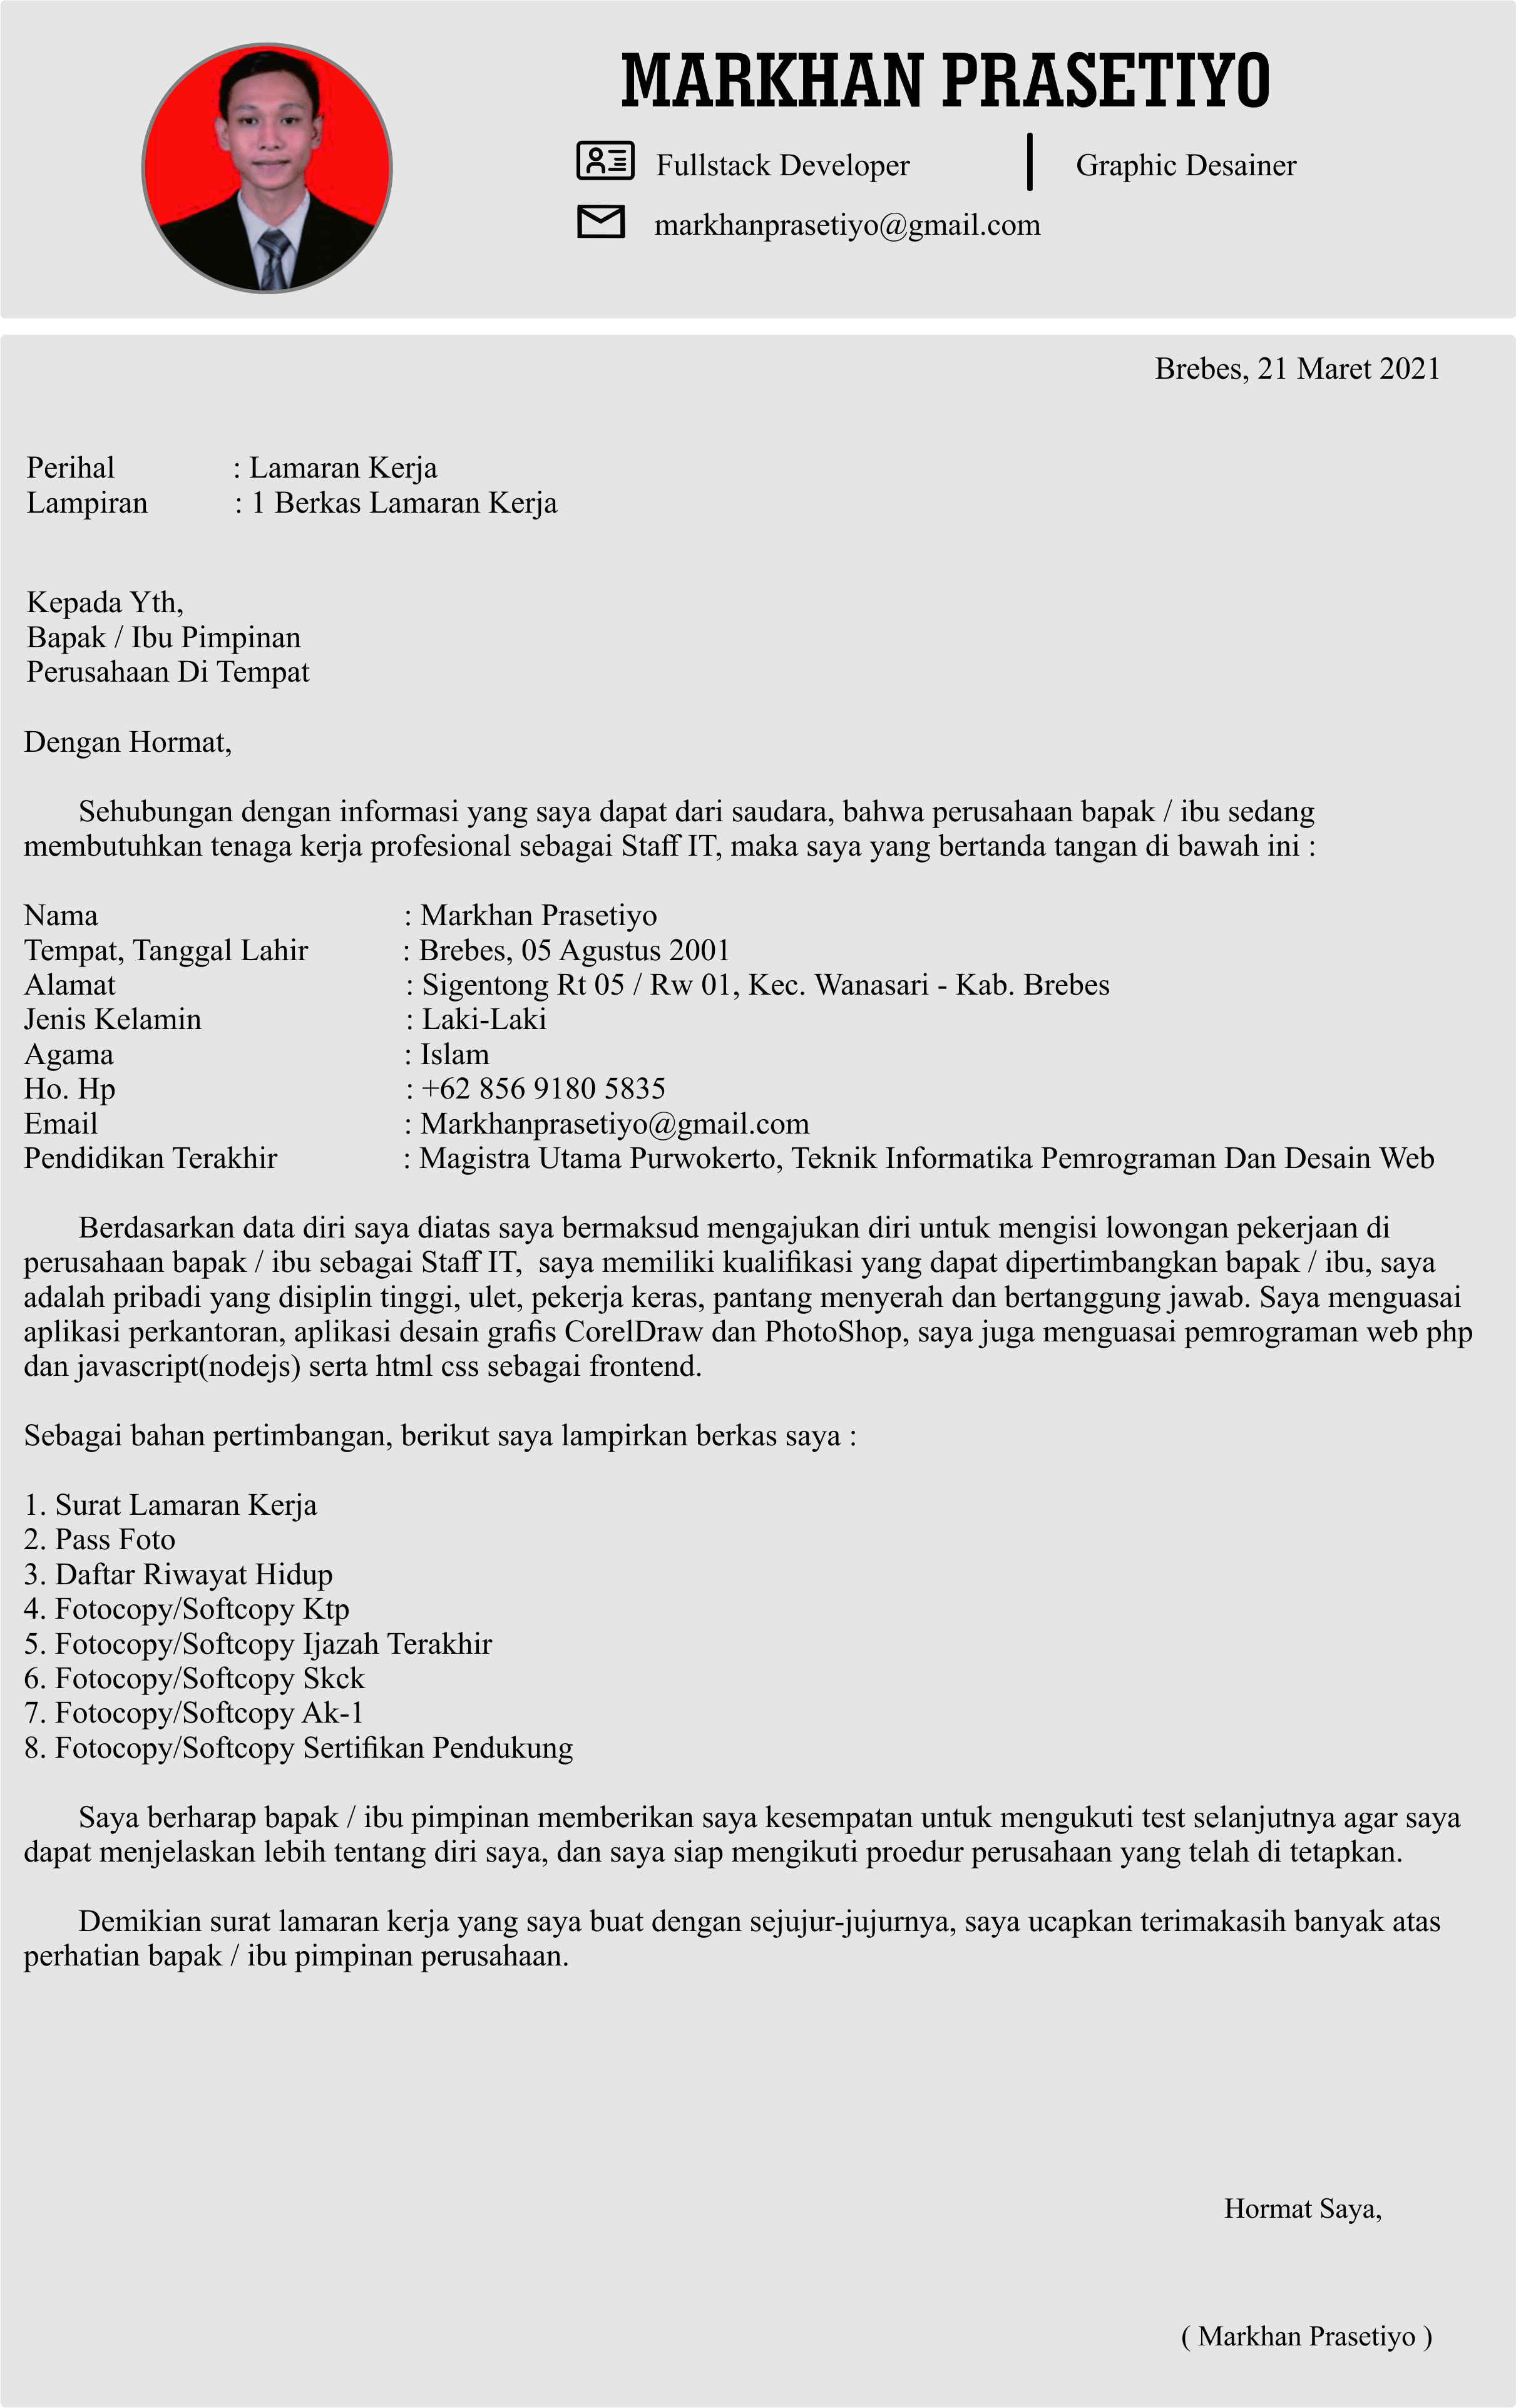 MARKHAN PRASETIYO
Fullstack Developer | Graphic Desainer
markhanprasetiyo@gmail.com
Brebes, 21 Maret 2021
Perihal : Lamaran Kerja
Lampiran : 1 Berkas Lamaran Kerja
Kepada Yth,
Bapak / Ibu Pimpinan
Perusahaan Di Tempat
Dengan Hormat,
Sehubungan dengan informasi yang saya dapat dari saudara, bahwa perusahaan bapak / ibu sedang
membutuhkan tenaga kerja profesional sebagai Staff IT, maka saya yang bertanda tangan di bawah ini :
Nama : Markhan Prasetiyo
Tempat, Tanggal Lahir : Brebes, 05 Agustus 2001
Alamat : Sigentong Rt 05 / Rw 01, Kec. Wanasari - Kab. Brebes
Jenis Kelamin : Laki-Laki
Agama : Islam
Ho. Hp : +62 856 9180 5835
Email : Markhanprasetiyo@gmail.com
Pendidikan Terakhir : Magistra Utama Purwokerto, Teknik Informatika Pemrograman Dan Desain Web
Berdasarkan data diri saya diatas saya bermaksud mengajukan diri untuk mengisi lowongan pekerjaan di
perusahaan bapak / ibu sebagai Staff IT,  saya memiliki kualifikasi yang dapat dipertimbangkan bapak / ibu, saya
adalah pribadi yang disiplin tinggi, ulet, pekerja keras, pantang menyerah dan bertanggung jawab. Saya menguasai
aplikasi perkantoran, aplikasi desain grafis CorelDraw dan PhotoShop, saya juga menguasai pemrograman web php
dan javascript(nodejs) serta html css sebagai frontend.
Sebagai bahan pertimbangan, berikut saya lampirkan berkas saya :
1. Surat Lamaran Kerja
2. Pass Foto
3. Daftar Riwayat Hidup
4. Fotocopy/Softcopy Ktp
5. Fotocopy/Softcopy Ijazah Terakhir
6. Fotocopy/Softcopy Skck
7. Fotocopy/Softcopy Ak-1
8. Fotocopy/Softcopy Sertifikan Pendukung
Saya berharap bapak / ibu pimpinan memberikan saya kesempatan untuk mengukuti test selanjutnya agar saya
dapat menjelaskan lebih tentang diri saya, dan saya siap mengikuti proedur perusahaan yang telah di tetapkan.
Demikian surat lamaran kerja yang saya buat dengan sejujur-jujurnya, saya ucapkan terimakasih banyak atas
perhatian bapak / ibu pimpinan perusahaan.
Hormat Saya,
( Markhan Prasetiyo )